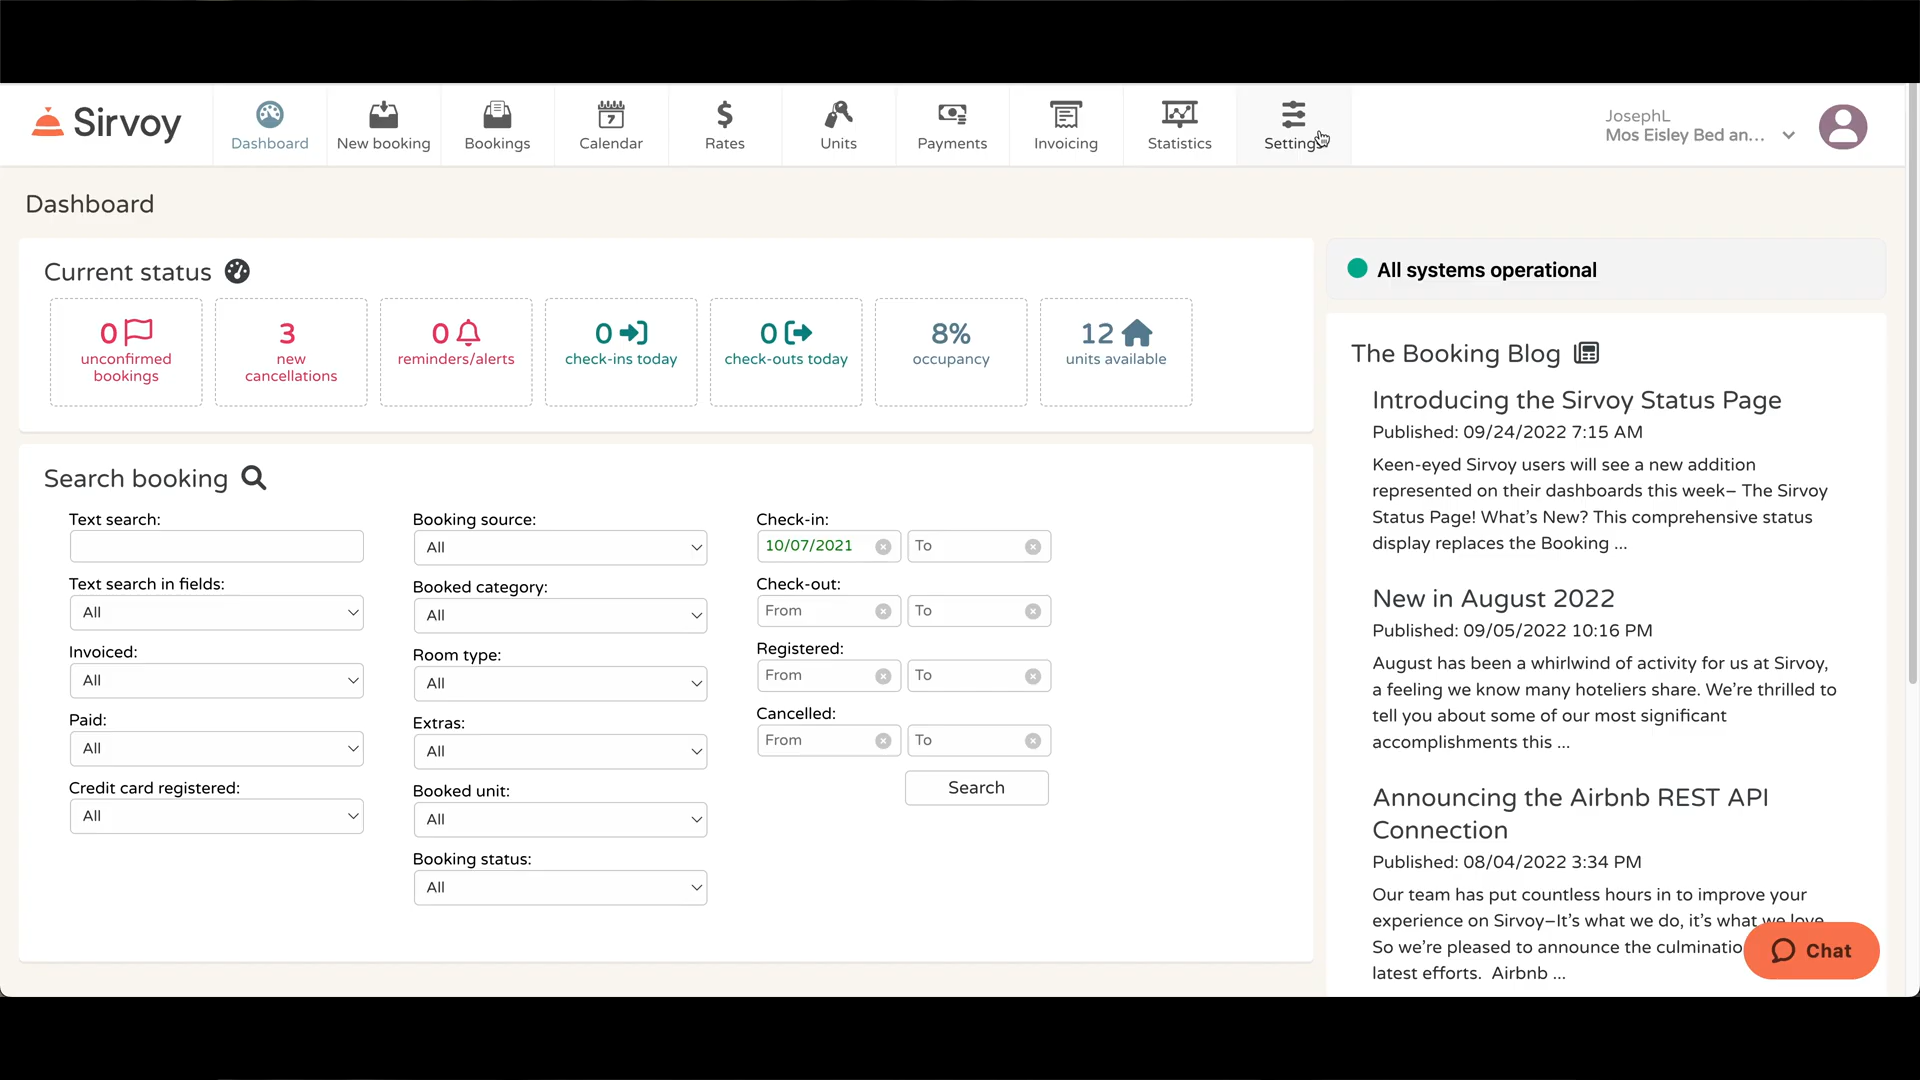 Sirvoy
Dashboard
New booking
Bookings
7
Calendar
Rates
Units
Payments
Invoicing
Statistics
Settings
JosephL
Mos Eisley Bed an...
Dashboard
Current status
0
unconfirmed
bookings
3
new
cancellations
0
reminders/alerts
0
check-ins today
0
check-outs today
8%
occupancy
12
units available
All systems operational
Search booking
Text search:
Text search in fields:
All
Invoiced:
All
Paid:
All
Credit card registered:
All
Booking source:
All
Booked category:
All
Room type:
All
Extras:
All
Booked unit:
All
Booking status:
All
Check-in:
10/07/2021 To
Check-out:
From To
Registered:
From To
Cancelled:
From To
Search
The Booking Blog
Introducing the Sirvoy Status Page
Published: 09/24/2022 7:15 AM
Keen-eyed Sirvoy users will see a new addition
represented on their dashboards this week– The Sirvoy
Status Page! What’s New? This comprehensive status
display replaces the Booking ...
New in August 2022
Published: 09/05/2022 10:16 PM
August has been a whirlwind of activity for us at Sirvoy,
a feeling we know many hoteliers share. We’re thrilled to
tell you about some of our most significant
accomplishments this ...
Announcing the Airbnb REST API
Connection
Published: 08/04/2022 3:34 PM
Our team has put countless hours in to improve your
experience on Sirvoy–It’s what we do, it’s what we love.
So we’re pleased to announce the culminatio
latest efforts. Airbnb ...
Chat